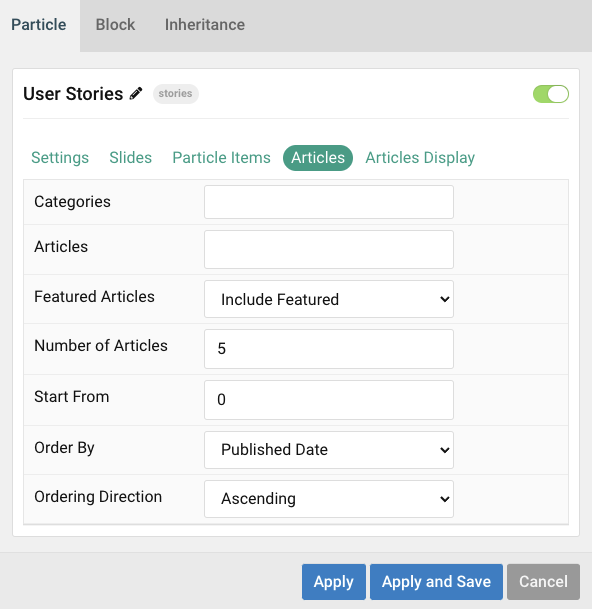 Particle Block Inheritance
User Stories stories
Settings Slides Particle Items Articles Articles Display
Categories
Articles
Featured Articles Include Featured
Number of Articles 5
Start From 0
Order By Published Date
Ordering Direction Ascending
Apply Apply and Save Cancel